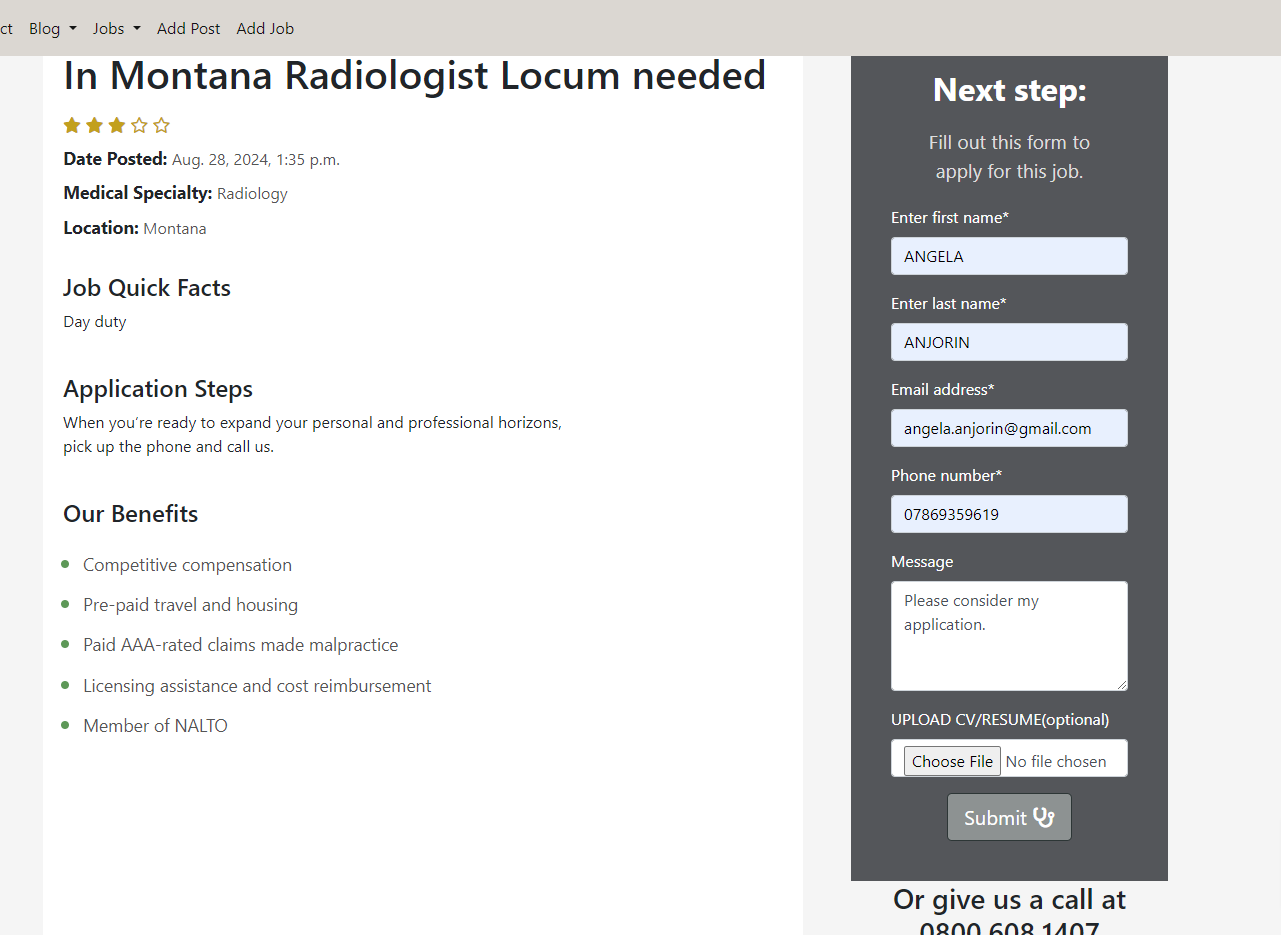 ct Blog Jobs Add Post Add Job
In Montana Radiologist Locum needed
Date Posted: Aug. 28, 2024, 1:35 p.m.
Medical Specialty: Radiology
Location: Montana
Job Quick Facts
Day duty
Application Steps
When you’re ready to expand your personal and professional horizons,
pick up the phone and call us.
Our Benefits
Competitive compensation
Pre-paid travel and housing
Paid AAA-rated claims made malpractice
Licensing assistance and cost reimbursement
Member of NALTO
Next step:
Fill out this form to
apply for this job.
Enter first name*
ANGELA
Enter last name*
ANJORIN
Email address*
angela.anjorin@gmail.com
Phone number*
07869359619
Message
Please consider my
application.
UPLOAD CV/RESUME(optional)
Choose File No file chosen
Submit
Or give us a call at
0800 608 1407